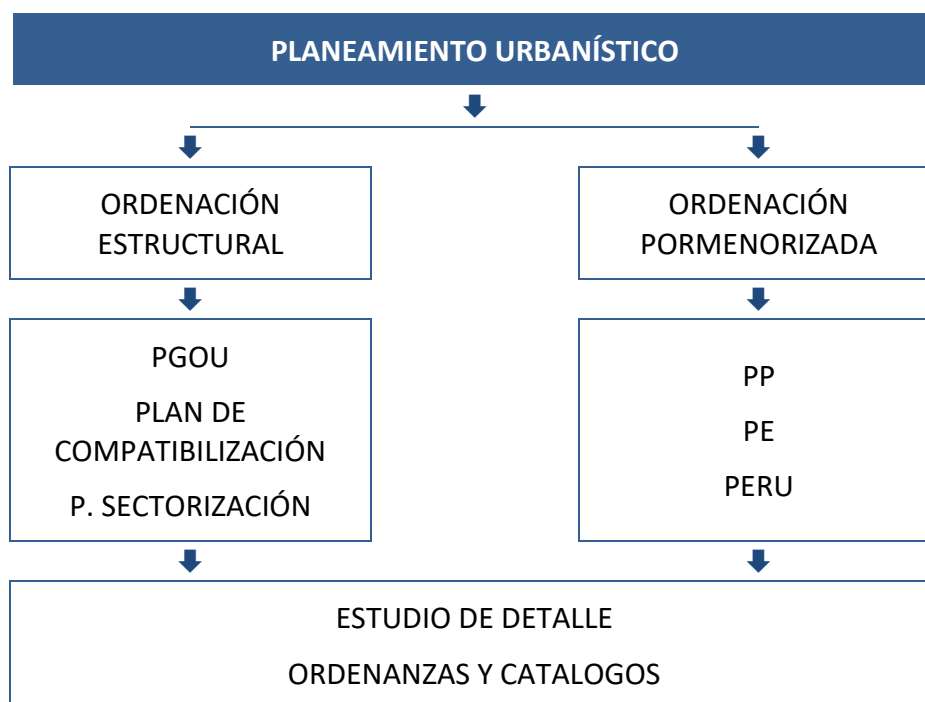 PLANEAMIENTO URBANÍSTICO
ORDENACIÓN
ESTRUCTURAL
ORDENACIÓN
PORMENORIZADA
PGOU
PLAN DE
COMPATIBILIZACIÓN
P. SECTORIZACIÓN
PP
PE
PERU
ESTUDIO DE DETALLE
ORDENANZAS Y CATALOGOS